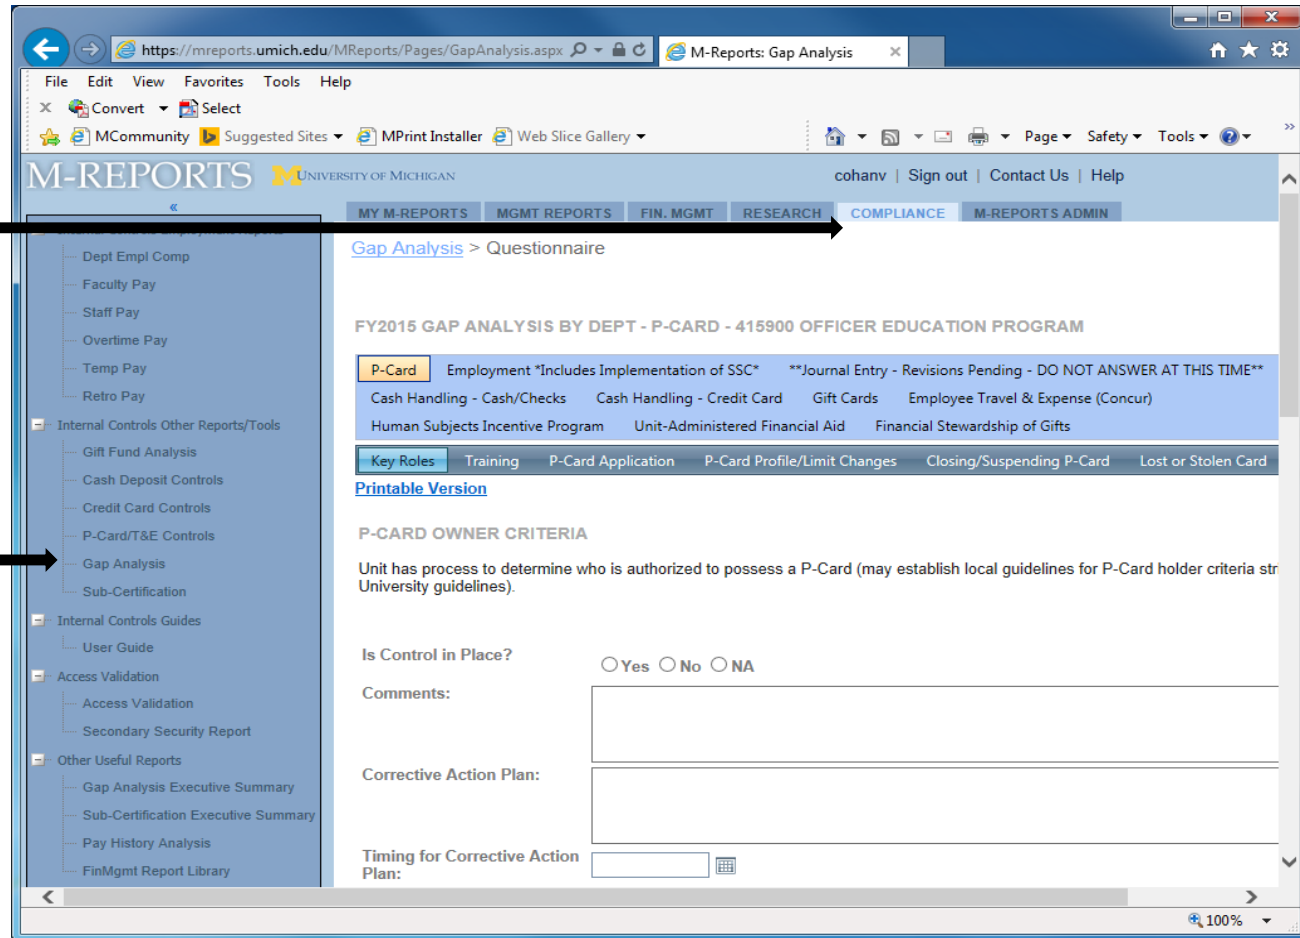 https://mreports.umich.edu/MReports/Pages/GapAnalysis.aspx
M-Reports: Gap Analysis
File Edit View Favorites Tools Help
Convert Select
MCommunity Suggested Sites MPrint Installer Web Slice Gallery Page Safety Tools
M-REPORTS M UNIVERSITY OF MICHIGAN cohanv | Sign out | Contact Us | Help
MY M-REPORTS MGMT REPORTS FIN. MGMT RESEARCH COMPLIANCE M-REPORTS ADMIN
Dept Empl Comp
Faculty Pay
Staff Pay
Overtime Pay
Temp Pay
Retro Pay
Internal Controls Other Reports/Tools
Gift Fund Analysis
Cash Deposit Controls
Credit Card Controls
P-Card/T&E Controls
Gap Analysis
Sub-Certification
Internal Controls Guides
User Guide
Access Validation
Access Validation
Secondary Security Report
Other Useful Reports
Gap Analysis Executive Summary
Sub-Certification Executive Summary
Pay History Analysis
FinMgmt Report Library
Gap Analysis > Questionnaire
FY2015 GAP ANALYSIS BY DEPT - P-CARD - 415900 OFFICER EDUCATION PROGRAM
P-Card Employment *Includes Implementation of SSC* **Journal Entry - Revisions Pending - DO NOT ANSWER AT THIS TIME**
Cash Handling - Cash/Checks Cash Handling - Credit Card Gift Cards Employee Travel & Expense (Concur)
Human Subjects Incentive Program Unit-Administered Financial Aid Financial Stewardship of Gifts
Key Roles Training P-Card Application P-Card Profile/Limit Changes Closing/Suspending P-Card Lost or Stolen Card
Printable Version
P-CARD OWNER CRITERIA
Unit has process to determine who is authorized to possess a P-Card (may establish local guidelines for P-Card holder criteria str
University guidelines).
Is Control in Place? Yes No NA
Comments:
Corrective Action Plan:
Timing for Corrective Action
Plan:
100%